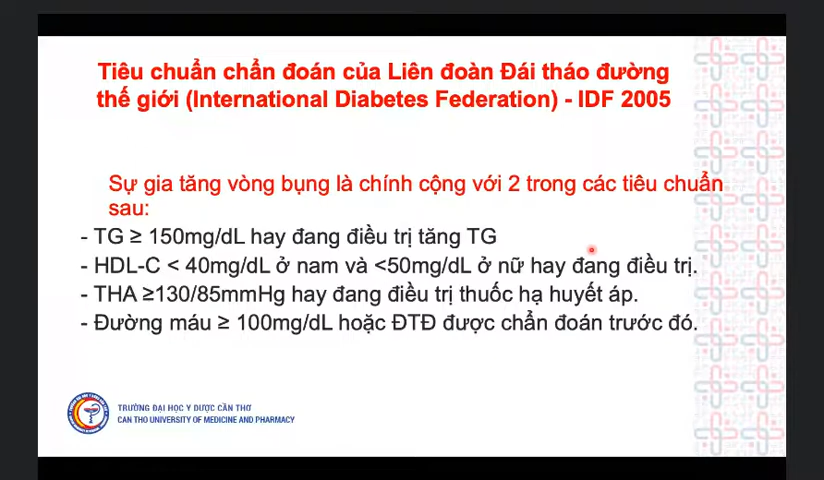 Tiêu chuẩn chẩn đoán của Liên đoàn Đái tháo đường
thế giới (International Diabetes Federation) - IDF 2005
Sự gia tăng vòng bụng là chính cộng với 2 trong các tiêu chuẩn
sau:
- TG ≥ 150mg/dL hay đang điều trị tăng TG
- HDL-C < 40mg/dL ở nam và <50mg/dL ở nữ hay đang điều trị.
- THA ≥130/85mmHg hay đang điều trị thuốc hạ huyết áp.
- Đường máu ≥ 100mg/dL hoặc ĐTĐ được chẩn đoán trước đó.
TRƯỜNG ĐẠI HỌC Y DƯỢC CẦN THƠ
CAN THO UNIVERSITY OF MEDICINE AND PHARMACY